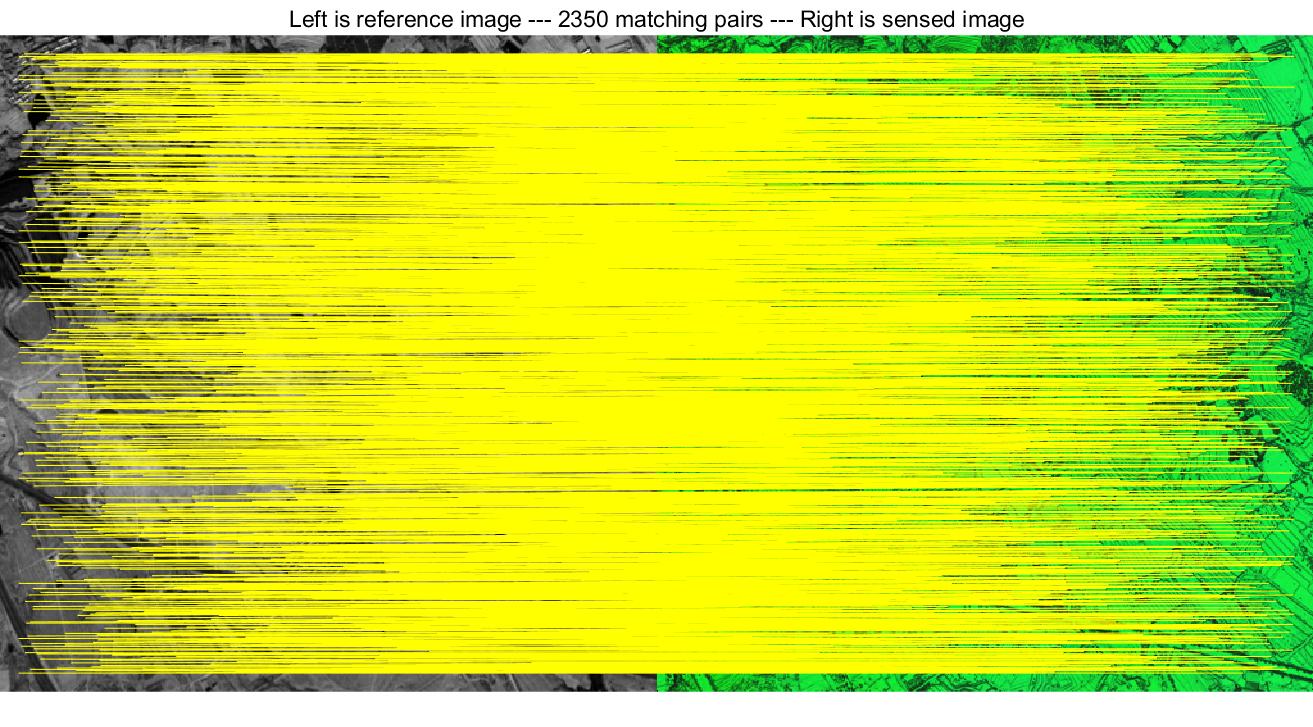 Left is reference image --- 2350 matching pairs --- Right is sensed image